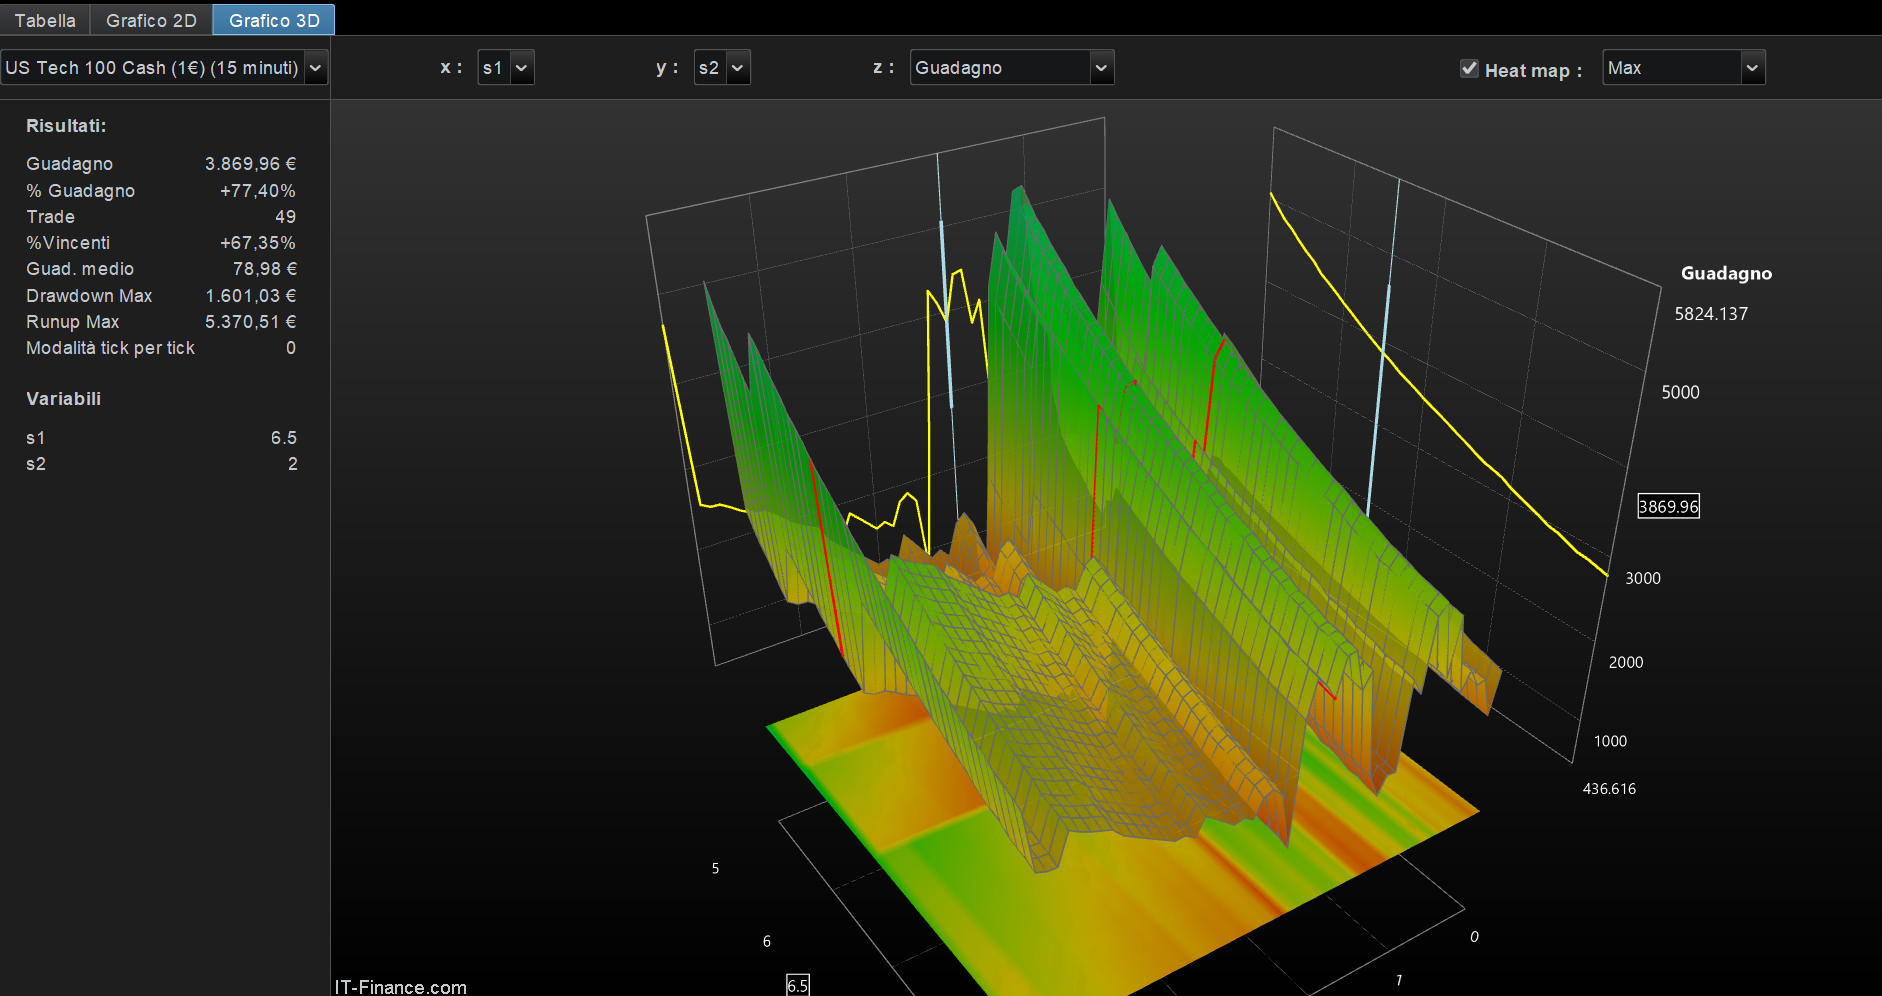 Tabella Grafico 2D Grafico 3D
US Tech 100 Cash (1€) (15 minuti) x : s1 y : s2 z : Guadagno Heat map : Max
Risultati:
Guadagno 3.869,96 €
% Guadagno +77,40%
Trade 49
%Vincenti +67,35%
Guad. medio 78,98 €
Drawdown Max 1.601,03 €
Runup Max 5.370,51 €
Modalità tick per tick 0
Variabili
s1 6.5
s2 2
Guadagno
5824.137
5000
3869.96
3000
2000
1000
436.616
5
6
6.5
0
1
IT-Finance.com